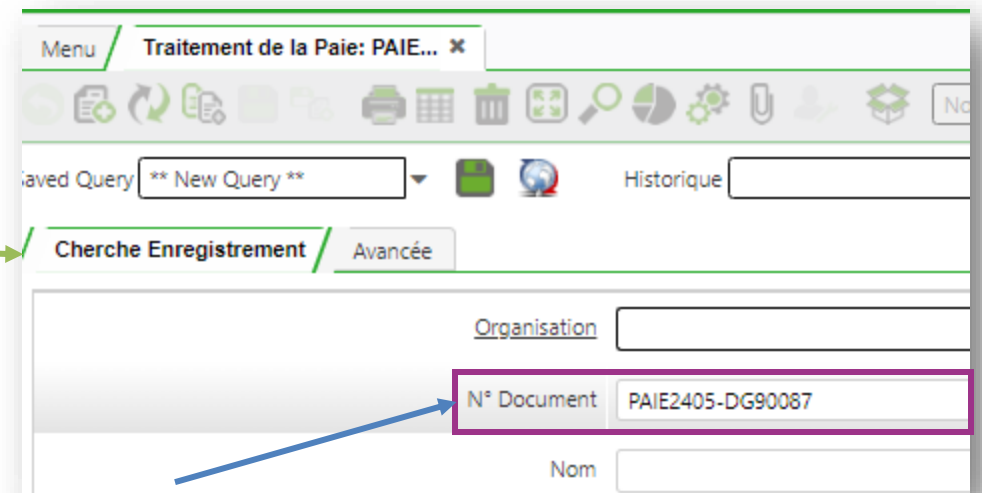 Menu
Traitement de la Paie: PAIE...
No
Saved Query ** New Query **
Historique
Cherche Enregistrement
Avancée
Organisation
N° Document PAIE2405-DG90087
Nom